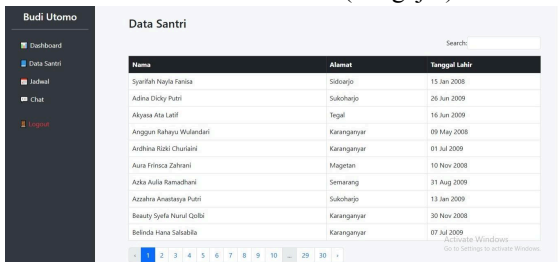 Budi Utomo
Dashboard
Data Santri
Jadwal
Chat
Logout
Data Santri
Search:
Nama Alamat Tanggal Lahir
Syarifah Nayla Fanisa Sidoarjo 15 Jan 2008
Adina Dicky Putri Sukoharjo 26 Jun 2009
Akyasa Ata Latif Tegal 16 Jun 2009
Anggun Rahayu Wulandari Karanganyar 09 May 2008
Ardhina Rizki Churiaini Karanganyar 01 Jul 2009
Aura Frinsca Zahrani Magetan 10 Nov 2008
Azka Aulia Ramadhani Semarang 31 Aug 2009
Azzahra Anastasya Putri Sukoharjo 13 Jan 2009
Beauty Syefa Nurul Qolbi Karanganyar 30 Nov 2008
Belinda Hana Salsabila Karanganyar 07 Jul 2009
‹ 1 2 3 4 5 6 7 8 9 10 ... 29 30 ›
Activate Windows
Go to Settings to activate Windows.